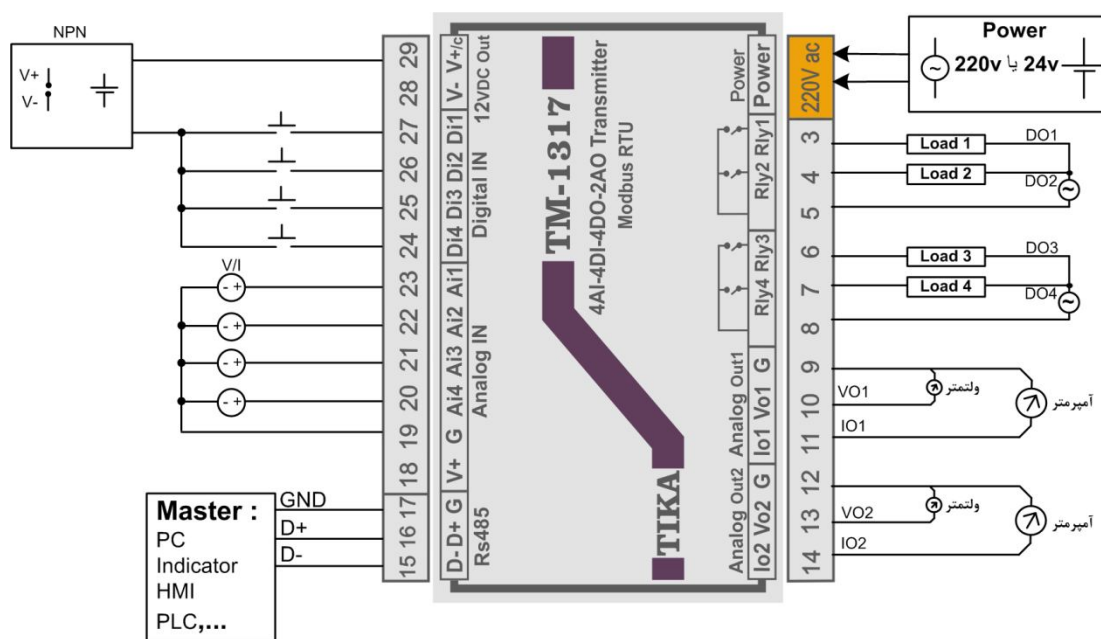 NPN
V+
V-
29
28
27
26
25
24
23
22
21
20
19
18
17
16
15
V- V+/c
12VDC Out
Di4 Di3 Di2 Di1
Digital IN
V/I
- +
- +
- +
- +
V+ G Ai4 Ai3 Ai2 Ai1
Analog IN
D- D+ G
Rs485
Master :
PC
Indicator
HMI
PLC,...
GND
D+
D-
TM-1317
4AI-4DI-4DO-2AO Transmitter
Modbus RTU
TIKA
Power
Power
Rly2 Rly1
Rly4 Rly3
Analog Out1
Io1 Vo1 G
Analog Out2
Io2 Vo2 G
220V ac
3
4
5
6
7
8
9
10
11
12
13
14
Power
220v یا 24v
Load 1
DO1
Load 2
DO2
Load 3
DO3
Load 4
DO4
VO1
ولتمتر
آمپرمتر
IO1
VO2
ولتمتر
آمپرمتر
IO2